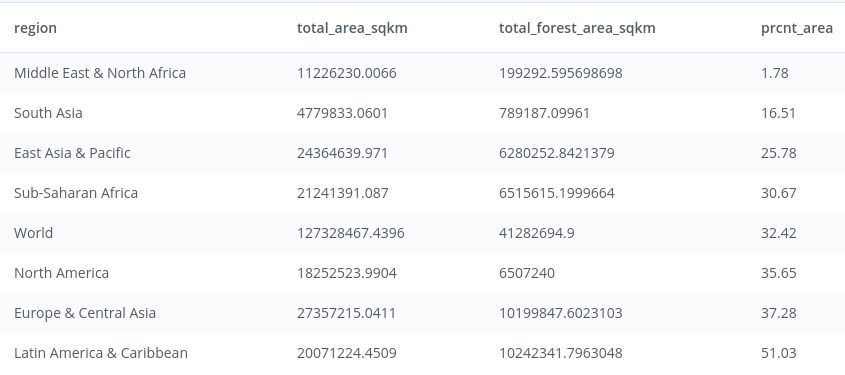 region total_area_sqkm total_forest_area_sqkm prcnt_area
Middle East & North Africa 11226230.0066 199292.595698698 1.78
South Asia 4779833.0601 789187.09961 16.51
East Asia & Pacific 24364639.971 6280252.8421379 25.78
Sub-Saharan Africa 21241391.087 6515615.1999664 30.67
World 127328467.4396 41282694.9 32.42
North America 18252523.9904 6507240 35.65
Europe & Central Asia 27357215.0411 10199847.6023103 37.28
Latin America & Caribbean 20071224.4509 10242341.7963048 51.03